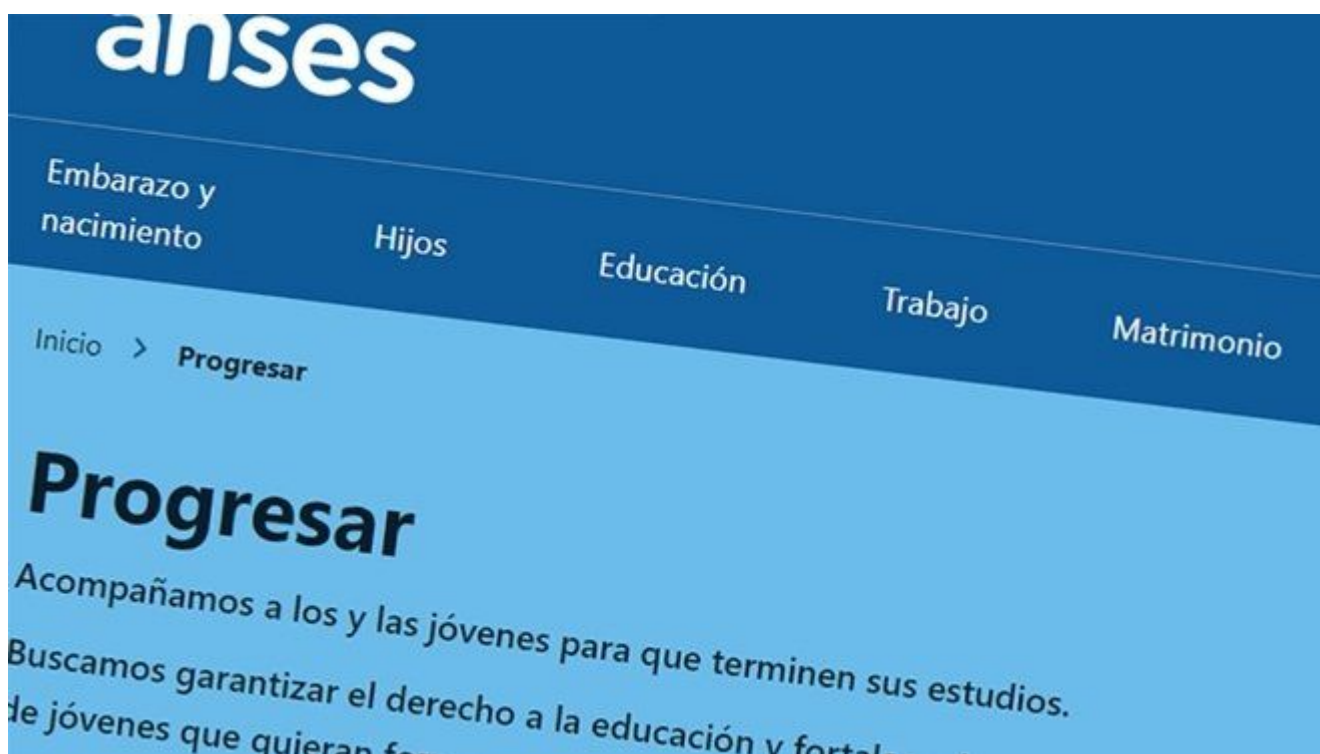 anses
Embarazo y
nacimiento
Hijos
Educación
Trabajo
Matrimonio
Inicio > Progresar
Progresar
Acompañamos a los y las jóvenes para que terminen sus estudios.
Buscamos garantizar el derecho a la educación y
de jóvenes que quieran